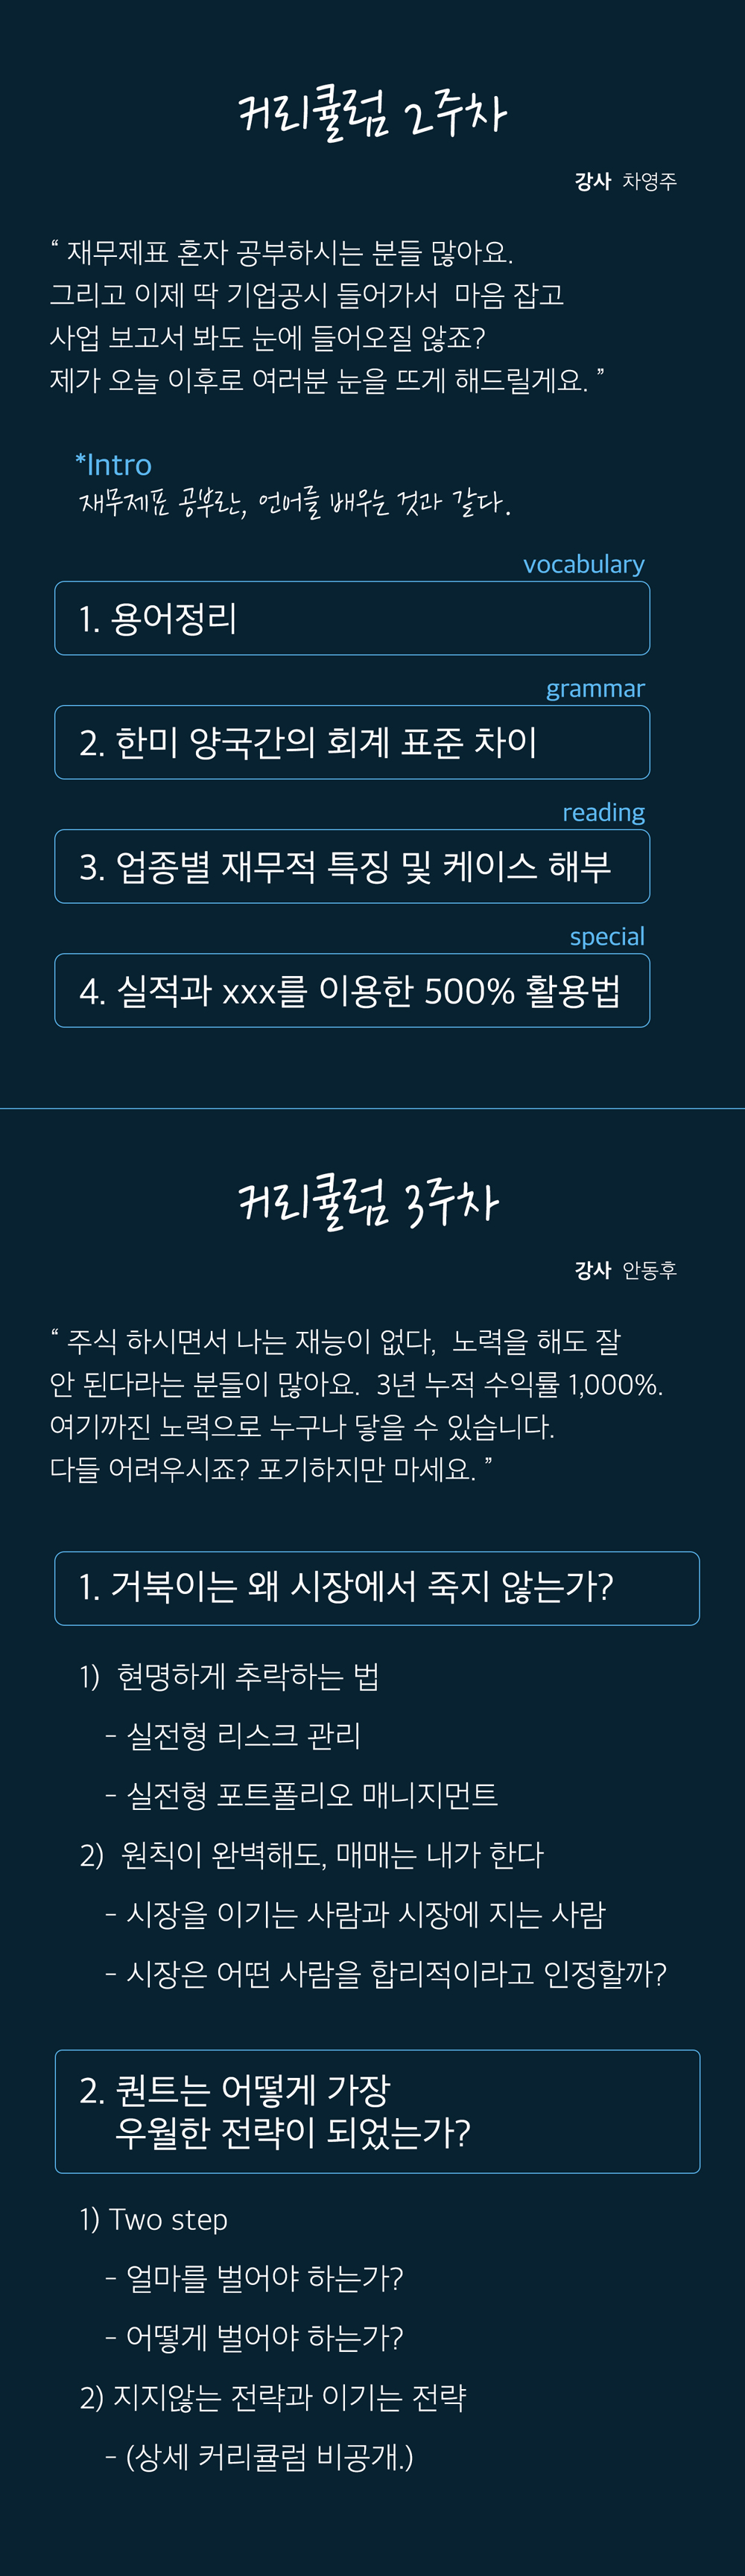 커리큘럼 2주차
강사 차영주
“ 재무제표 혼자 공부하시는 분들 많아요.
그리고 이제 딱 기업공시 들어가서 마음 잡고
사업 보고서 봐도 눈에 들어오질 않죠?
제가 오늘 이후로 여러분 눈을 뜨게 해드릴게요. ”
*Intro
재무제표 공부란, 언어를 배우는 것과 같다.
vocabulary
1. 용어정리
grammar
2. 한미 양국간의 회계 표준 차이
reading
3. 업종별 재무적 특징 및 케이스 해부
special
4. 실적과 xxx를 이용한 500% 활용법
커리큘럼 3주차
강사 안동후
“ 주식 하시면서 나는 재능이 없다, 노력을 해도 잘
안 된다라는 분들이 많아요. 3년 누적 수익률 1,000%.
여기까진 노력으로 누구나 닿을 수 있습니다.
다들 어려우시죠? 포기하지만 마세요. ”
1. 거북이는 왜 시장에서 죽지 않는가?
1) 현명하게 추락하는 법
- 실전형 리스크 관리
- 실전형 포트폴리오 매니지먼트
2) 원칙이 완벽해도, 매매는 내가 한다
- 시장을 이기는 사람과 시장에 지는 사람
- 시장은 어떤 사람을 합리적이라고 인정할까?
2. 퀀트는 어떻게 가장
우월한 전략이 되었는가?
1) Two step
- 얼마를 벌어야 하는가?
- 어떻게 벌어야 하는가?
2) 지지않는 전략과 이기는 전략
- (상세 커리큘럼 비공개.)